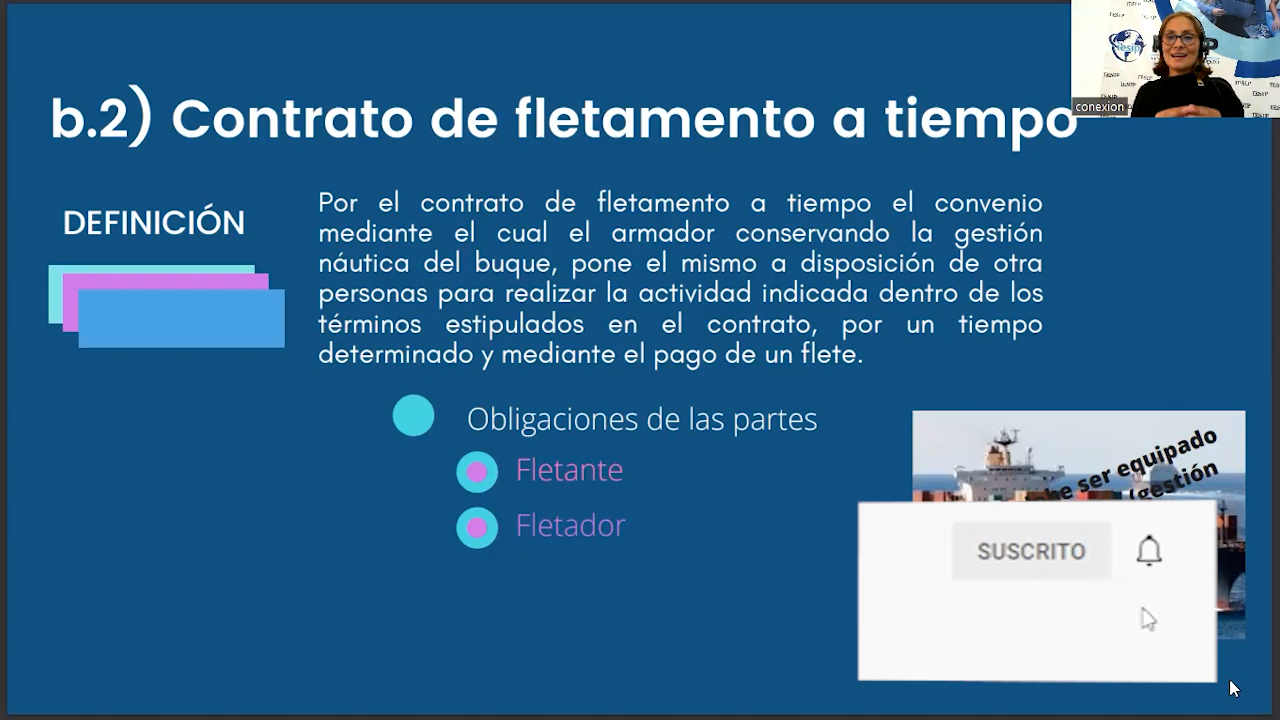 b.2) Contrato de fletamento a tiempo
conexion
DEFINICIÓN
Por el contrato de fletamento a tiempo el convenio
mediante el cual el armador conservando la gestión
náutica del buque, pone el mismo a disposición de otra
personas para realizar la actividad indicada dentro de los
términos estipulados en el contrato, por un tiempo
determinado y mediante el pago de un flete.
Obligaciones de las partes
Fletante
Fletador
ser equipado
gestión
SUSCRITO
iesip